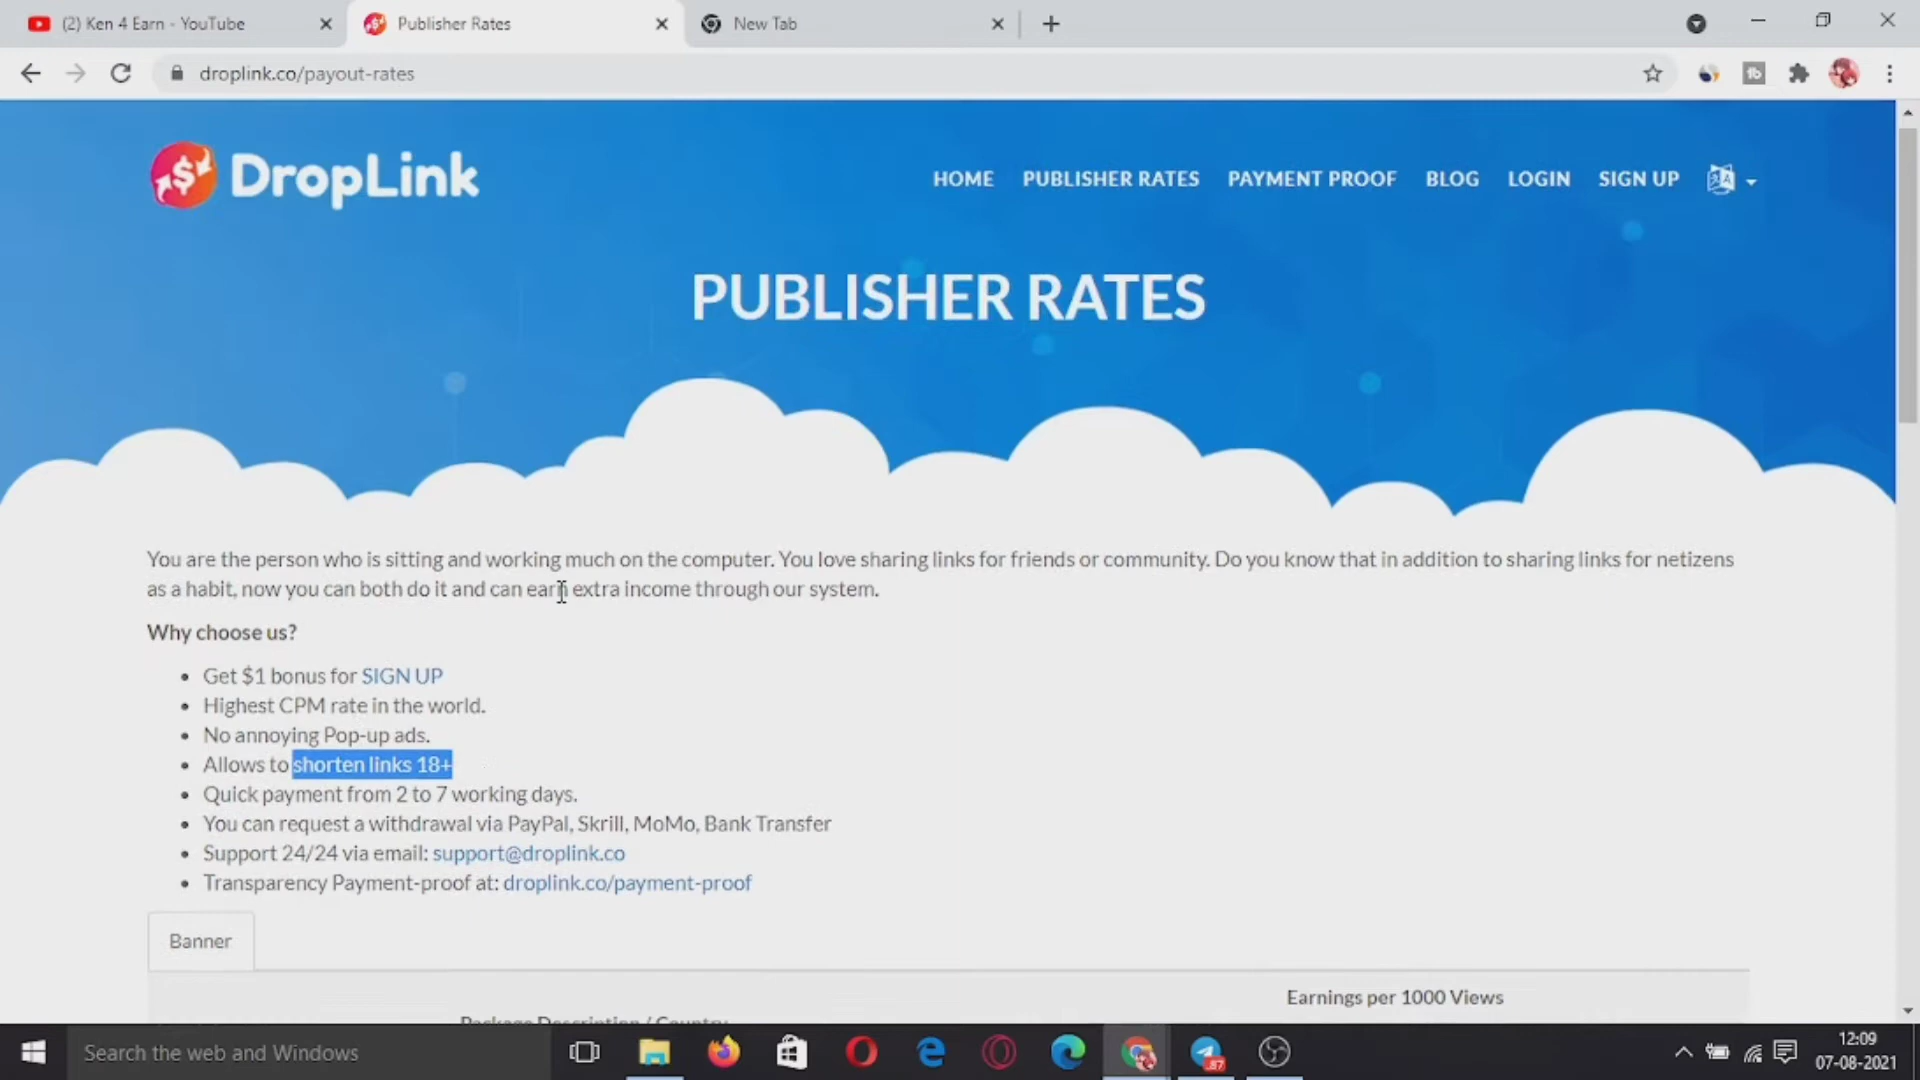 (2) Ken 4 Earn - YouTube
Publisher Rates
New Tab
droplink.co/payout-rates
DropLink
HOME
PUBLISHER RATES
PAYMENT PROOF
BLOG
LOGIN
SIGN UP
PUBLISHER RATES
You are the person who is sitting and working much on the computer. You love sharing links for friends or community. Do you know that in addition to sharing links for netizens
as a habit, now you can both do it and can earn extra income through our system.
Why choose us?
Get $1 bonus for SIGN UP
Highest CPM rate in the world.
No annoying Pop-up ads.
Allows to shorten links 18+
Quick payment from 2 to 7 working days.
You can request a withdrawal via PayPal, Skrill, MoMo, Bank Transfer
Support 24/24 via email: support@droplink.co
Transparency Payment-proof at: droplink.co/payment-proof
Banner
Earnings per 1000 Views
Package Description / Country
Search the web and Windows
87
12:09
07-08-2021